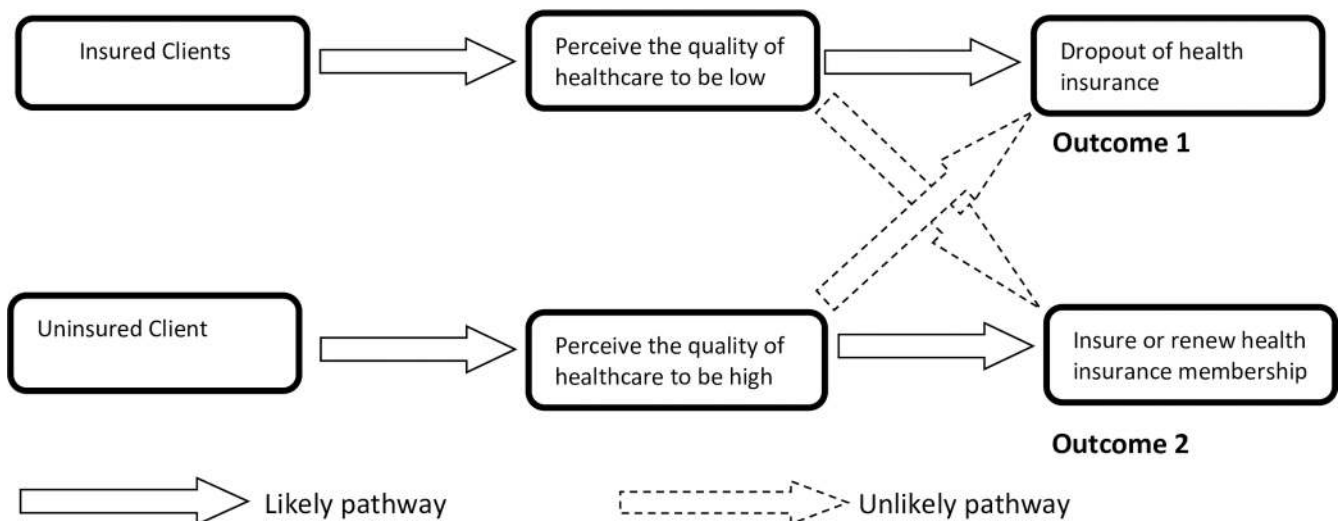 Insured Clients
Perceive the quality of
healthcare to be low
Dropout of health
insurance
Outcome 1
Uninsured Client
Perceive the quality of
healthcare to be high
Insure or renew health
insurance membership
Outcome 2
Likely pathway
Unlikely pathway